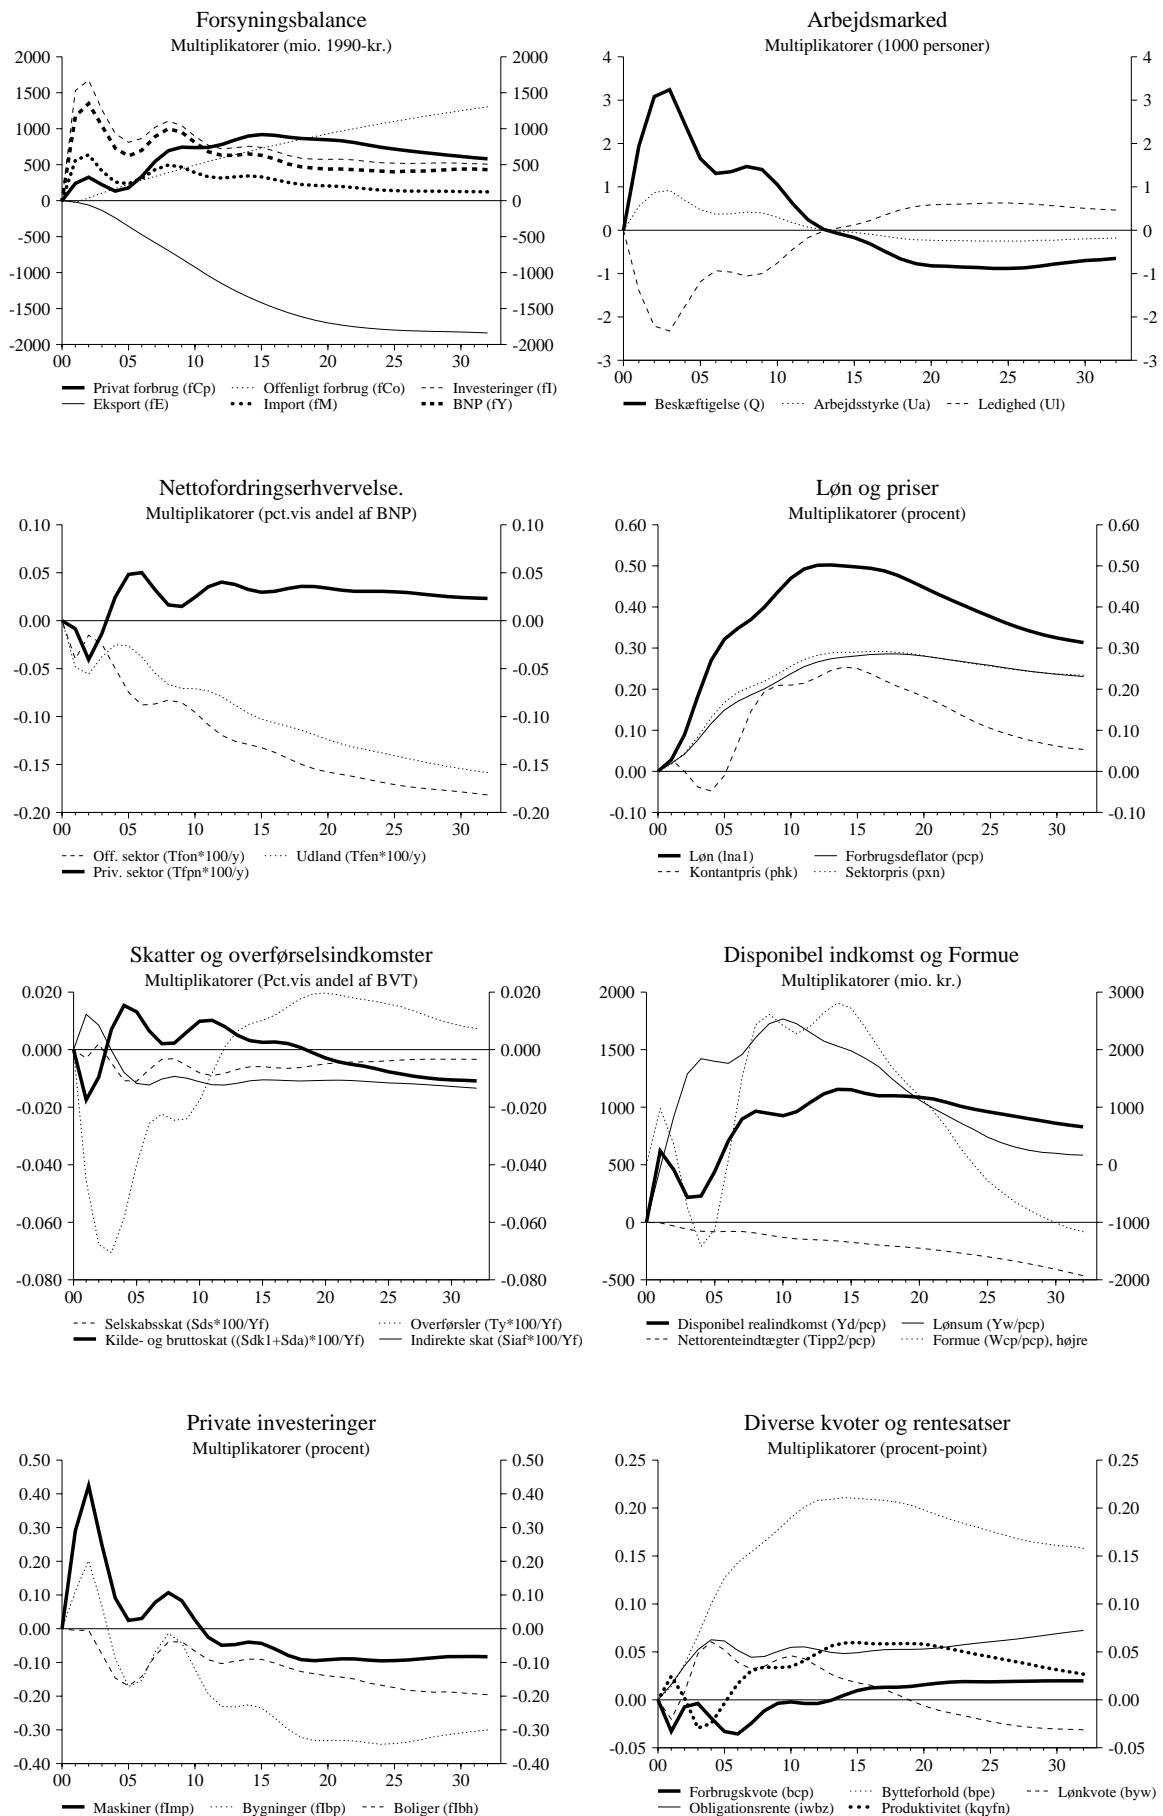 Forsyningsbalance
Multiplikatorer (mio. 1990-kr.)
2000 2000
1500 1500
1000 1000
500 500
0 0
-500 -500
-1000 -1000
-1500 -1500
-2000 -2000
00 05 10 15 20 25 30
Privat forbrug (fCp) Offenligt forbrug (fCo) Investeringer (fI)
Eksport (fE) Import (fM) BNP (fY)
Arbejdsmarked
Multiplikatorer (1000 personer)
4 4
3 3
2 2
1 1
0 0
-1 -1
-2 -2
-3 -3
00 05 10 15 20 25 30
Beskæftigelse (Q) Arbejdsstyrke (Ua) Ledighed (Ul)
Nettofordringserhvervelse.
Multiplikatorer (pct.vis andel af BNP)
0.10 0.10
0.05 0.05
0.00 0.00
-0.05 -0.05
-0.10 -0.10
-0.15 -0.15
-0.20 -0.20
00 05 10 15 20 25 30
Off. sektor (Tfon*100/y) Udland (Tfen*100/y)
Priv. sektor (Tfpn*100/y)
Løn og priser
Multiplikatorer (procent)
0.60 0.60
0.50 0.50
0.40 0.40
0.30 0.30
0.20 0.20
0.10 0.10
0.00 0.00
-0.10 -0.10
00 05 10 15 20 25 30
Løn (lna1) Forbrugsdeflator (pcp)
Kontantpris (phk) Sektorpris (pxn)
Skatter og overførselsindkomster
Multiplikatorer (Pct.vis andel af BVT)
0.020 0.020
0.000 0.000
-0.020 -0.020
-0.040 -0.040
-0.060 -0.060
-0.080 -0.080
00 05 10 15 20 25 30
Selskabsskat (Sds*100/Yf) Overførsler (Ty*100/Yf)
Kilde- og bruttoskat ((Sdk1+Sda)*100/Yf) Indirekte skat (Siaf*100/Yf)
Disponibel indkomst og Formue
Multiplikatorer (mio. kr.)
2000 3000
1500 2000
1000 1000
500 0
0 -1000
-500 -2000
00 05 10 15 20 25 30
Disponibel realindkomst (Yd/pcp) Lønsum (Yw/pcp)
Nettorenteindtægter (Tipp2/pcp) Formue (Wcp/pcp), højre
Private investeringer
Multiplikatorer (procent)
0.50 0.50
0.40 0.40
0.30 0.30
0.20 0.20
0.10 0.10
0.00 0.00
-0.10 -0.10
-0.20 -0.20
-0.30 -0.30
-0.40 -0.40
00 05 10 15 20 25 30
Maskiner (fImp) Bygninger (fIbp) Boliger (fIbh)
Diverse kvoter og rentesatser
Multiplikatorer (procent-point)
0.25 0.25
0.20 0.20
0.15 0.15
0.10 0.10
0.05 0.05
0.00 0.00
-0.05 -0.05
00 05 10 15 20 25 30
Forbrugskvote (bcp) Bytteforhold (bpe) Lønkvote (byw)
Obligationsrente (iwbz) Produktivitet (kqyfn)